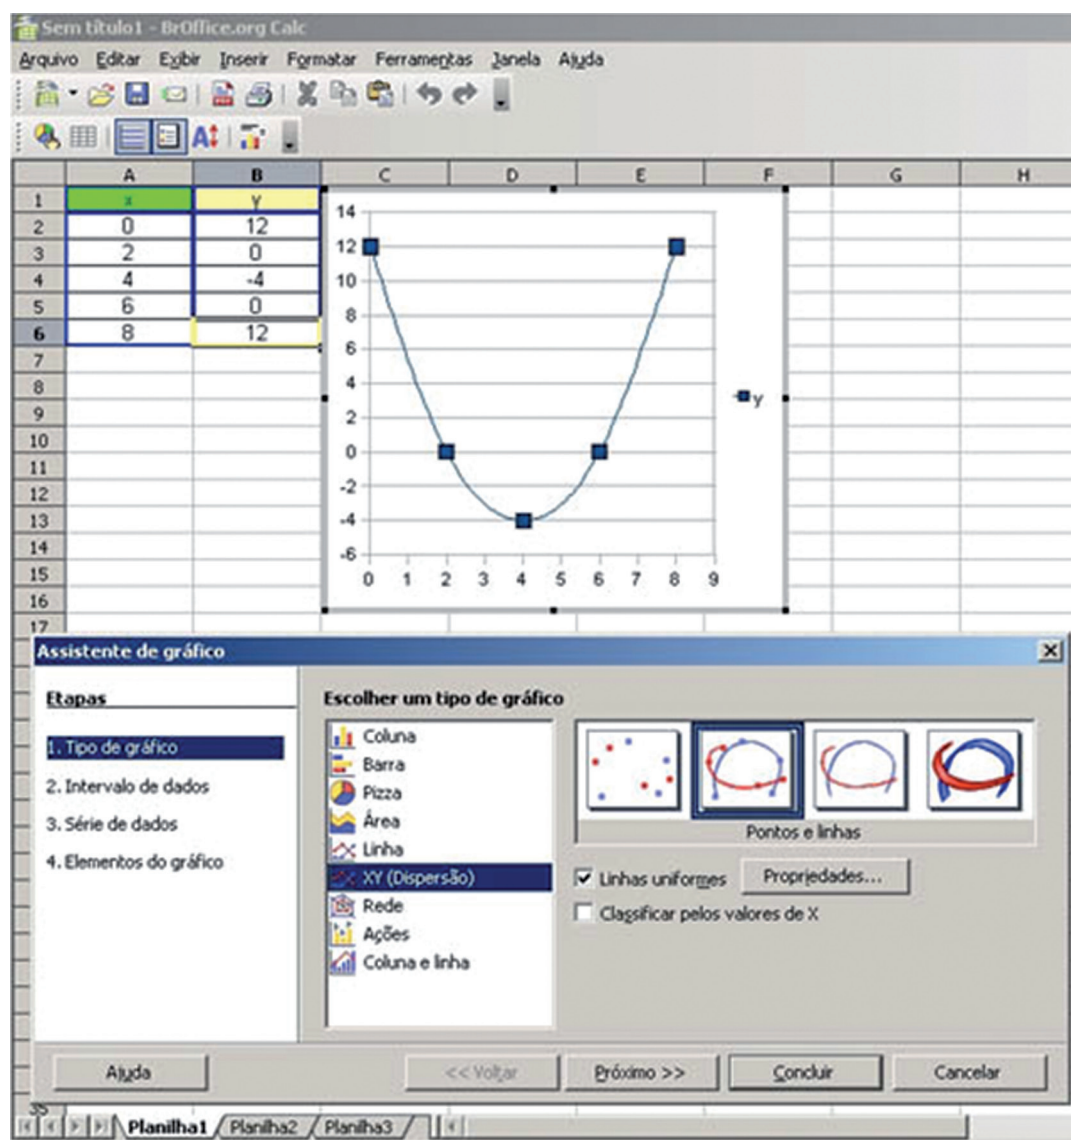 Sem título1 - BrOffice.org Calc
Arquivo Editar Exibir Inserir Formatar Ferramentas Janela Ajuda
A B C D E F G H
1 x y
2 0 12
3 2 0
4 4 -4
5 6 0
6 8 12
7
8
9
10
11
12
13
14
15
16
17
14
12
10
8
6
4
2
0
-2
-4
-6
0 1 2 3 4 5 6 7 8 9
y
Assistente de gráfico
Etapas
1. Tipo de gráfico
2. Intervalo de dados
3. Série de dados
4. Elementos do gráfico
Escolher um tipo de gráfico
Coluna
Barra
Pizza
Área
Linha
XY (Dispersão)
Rede
Ações
Coluna e linha
Pontos e linhas
Linhas uniformes Propriedades...
Classificar pelos valores de X
Ajuda << Voltar Próximo >> Concluir Cancelar
35
Planilha1 Planilha2 Planilha3